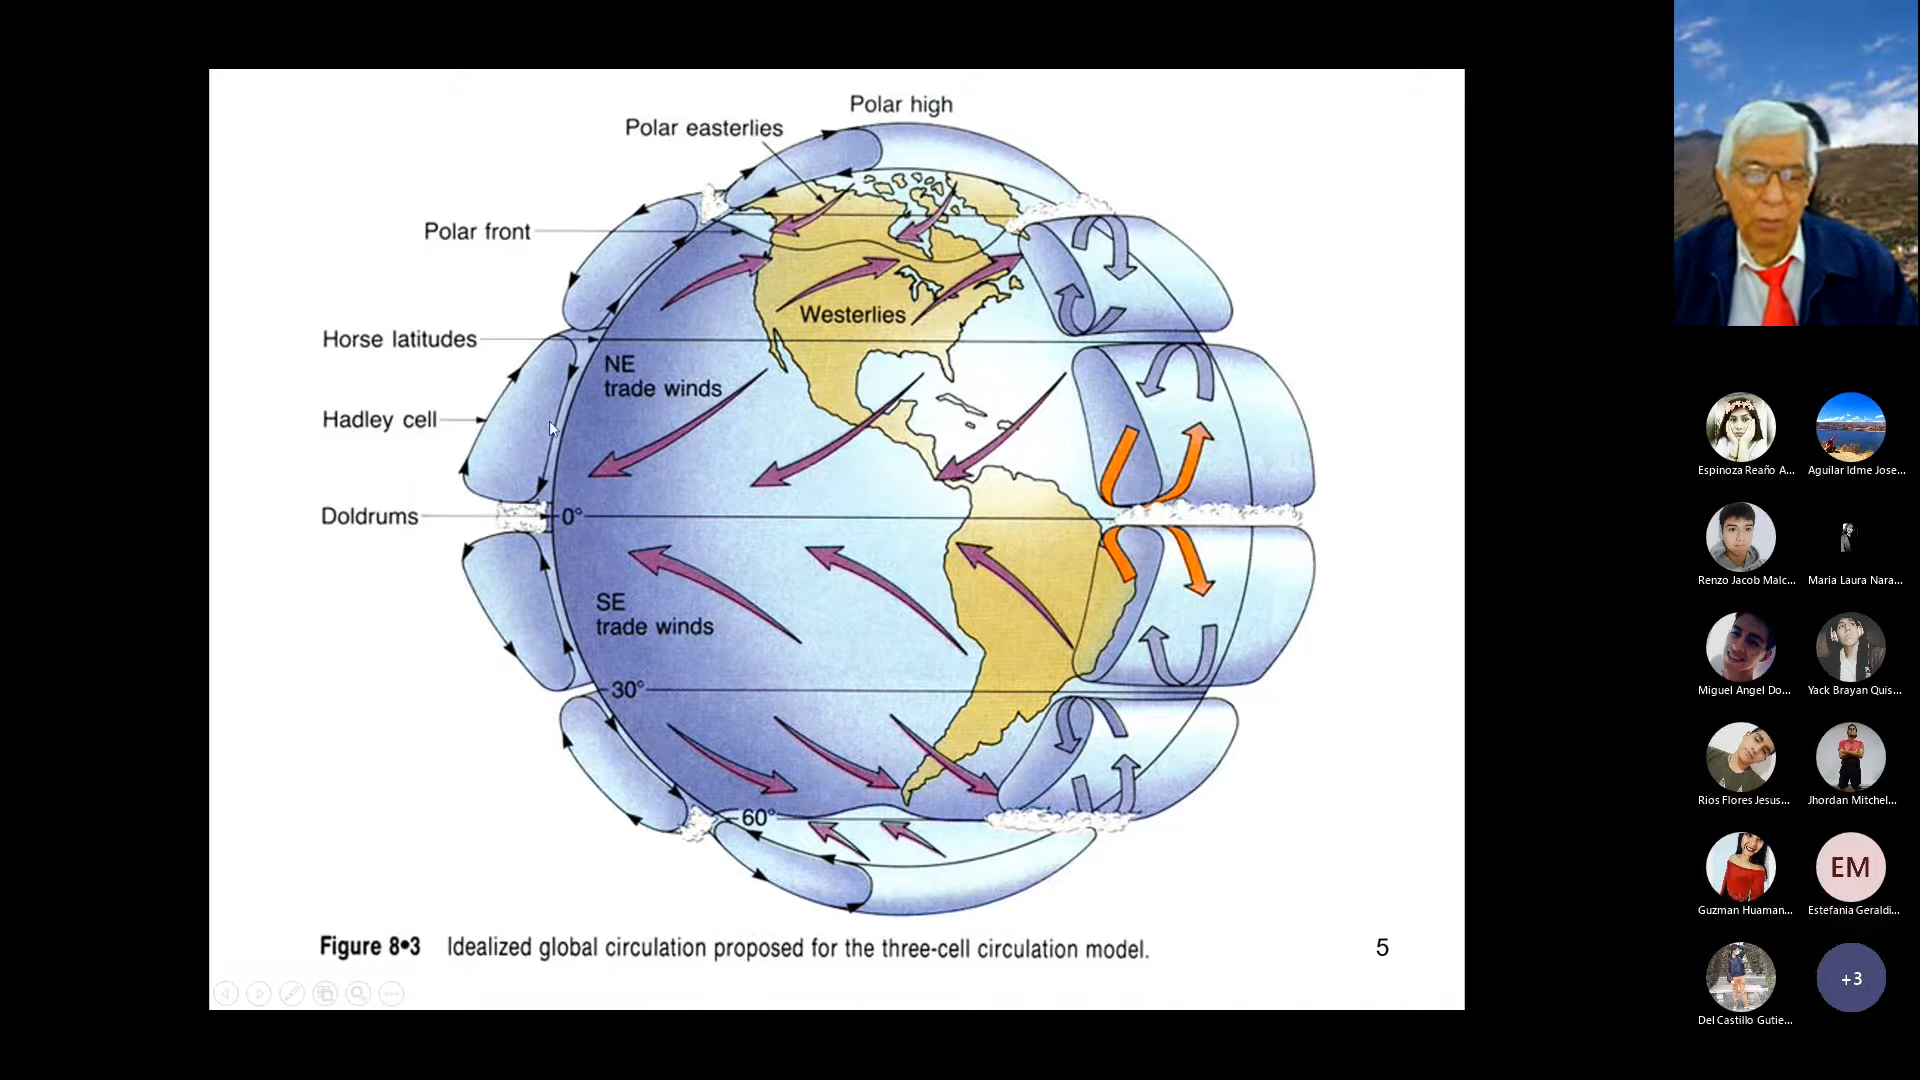 Polar high
Polar easterlies
Polar front
Westerlies
Horse latitudes
NE
trade winds
Hadley cell
Doldrums
0°
SE
trade winds
30°
60°
Figure 8•3 Idealized global circulation proposed for the three-cell circulation model.
5
Espinoza Reaño A...
Aguilar Idme Jose...
Renzo Jacob Malc...
Maria Laura Nara...
Miguel Angel Do...
Yack Brayan Quis...
Rios Flores Jesus...
Jhordan Mitchel...
EM
Guzman Huaman...
Estefania Geraldi...
+3
Del Castillo Gutie...